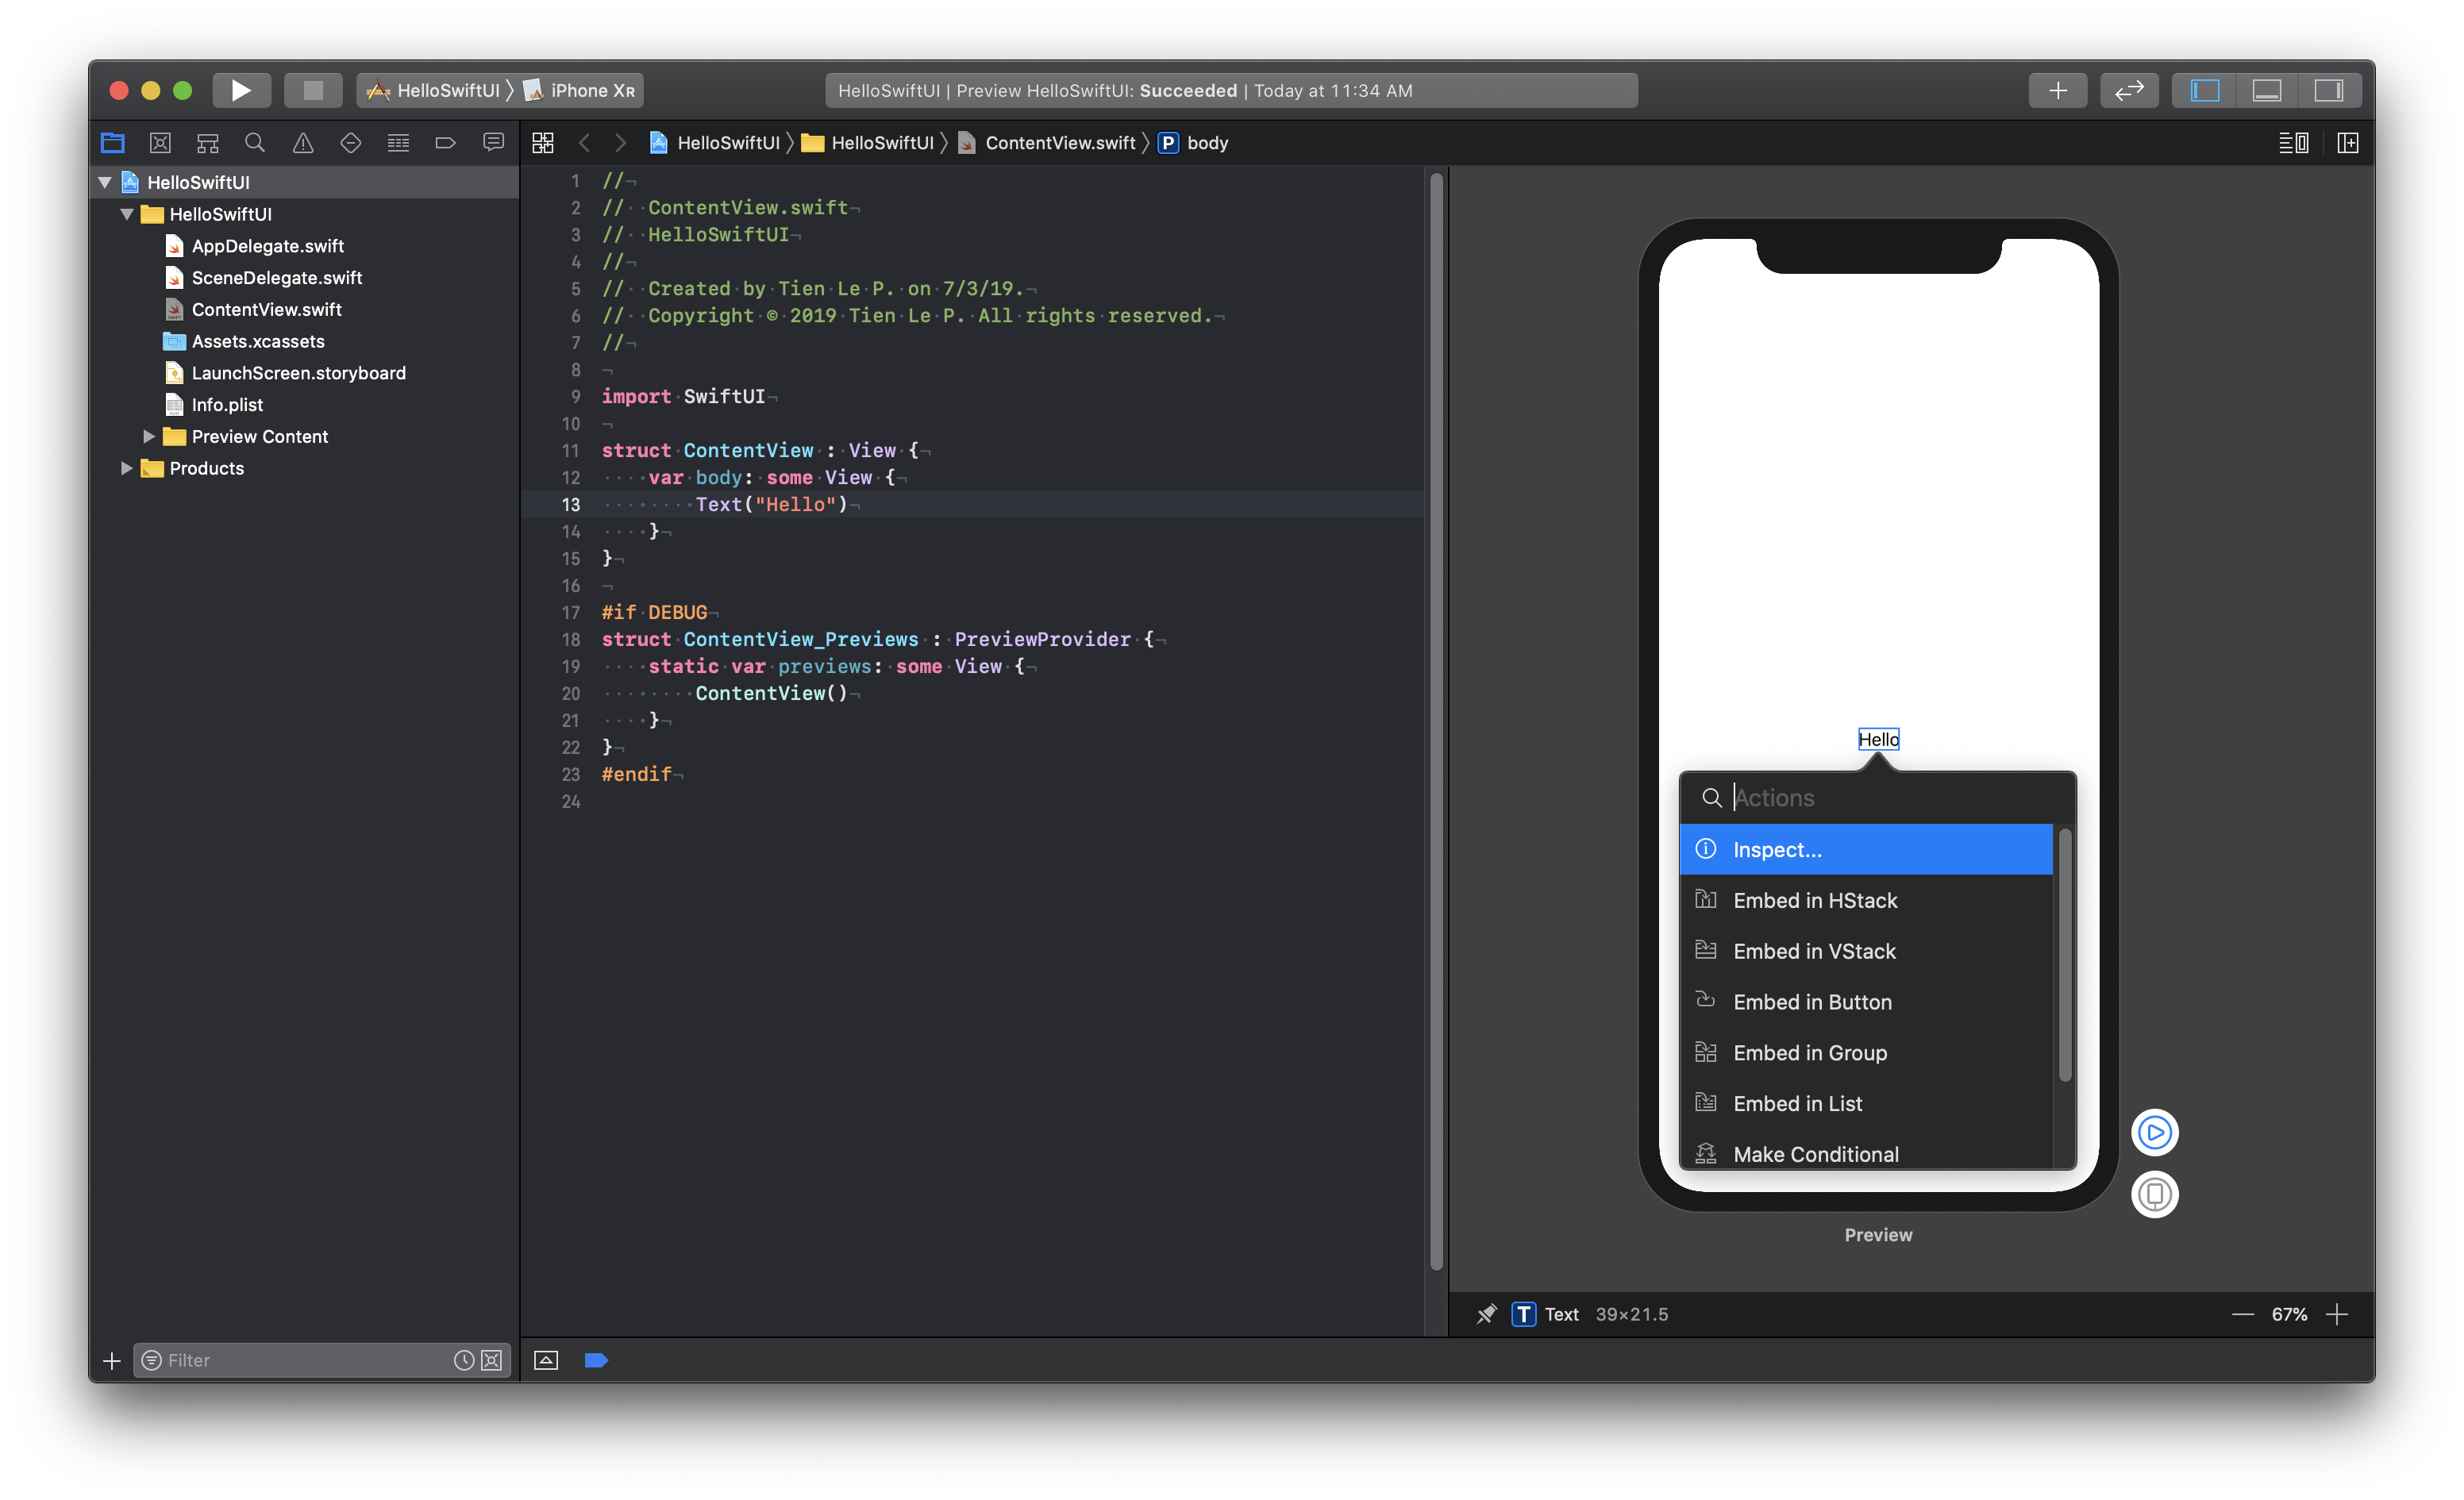 HelloSwiftUI 〉 iPhone Xʀ
HelloSwiftUI | Preview HelloSwiftUI: Succeeded | Today at 11:34 AM
HelloSwiftUI 〉 HelloSwiftUI 〉 ContentView.swift 〉 P body
HelloSwiftUI
HelloSwiftUI
AppDelegate.swift
SceneDelegate.swift
ContentView.swift
Assets.xcassets
LaunchScreen.storyboard
Info.plist
Preview Content
Products
Filter
1 //
2 //  ContentView.swift
3 //  HelloSwiftUI
4 //
5 //  Created by Tien Le P. on 7/3/19.
6 //  Copyright © 2019 Tien Le P. All rights reserved.
7 //
8
9 import SwiftUI
10
11 struct ContentView : View {
12     var body: some View {
13         Text("Hello")
14     }
15 }
16
17 #if DEBUG
18 struct ContentView_Previews : PreviewProvider {
19     static var previews: some View {
20         ContentView()
21     }
22 }
23 #endif
24
Hello
Actions
Inspect...
Embed in HStack
Embed in VStack
Embed in Button
Embed in Group
Embed in List
Make Conditional
Preview
T Text 39×21.5
67%